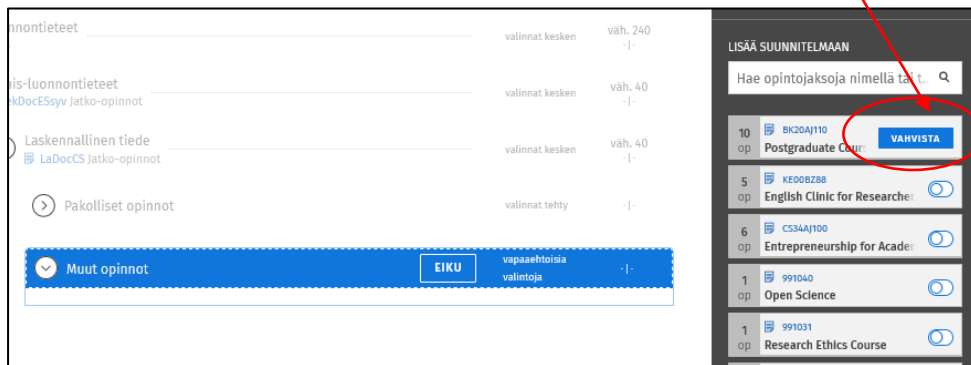 nnontieteet
valinnat kesken
väh. 240
- | -
nis-luonnontieteet
ekDocESsyv Jatko-opinnot
valinnat kesken
väh. 40
- | -
Laskennallinen tiede
LaDocCS Jatko-opinnot
valinnat kesken
väh. 40
- | -
Pakolliset opinnot
valinnat tehty
- | -
Muut opinnot
EIKU
vapaaehtoisia
valintoja
- | -
LISÄÄ SUUNNITELMAAN
Hae opintojaksoja nimellä tai t...
10 op
BK20AJ110
Postgraduate Cour
VAHVISTA
5 op
KE00BZ88
English Clinic for Researcher
6 op
CS34AJ100
Entrepreneurship for Acader
1 op
991040
Open Science
1 op
991031
Research Ethics Course